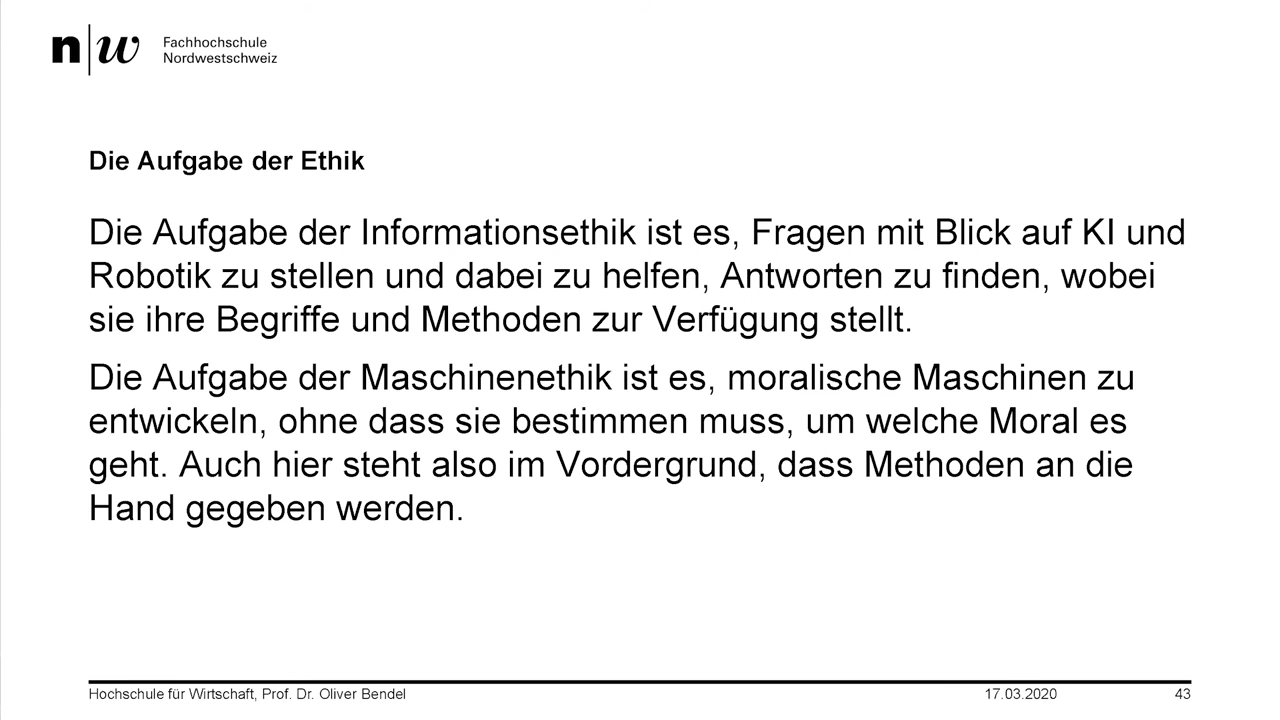 n|w Fachhochschule
Nordwestschweiz
Die Aufgabe der Ethik
Die Aufgabe der Informationsethik ist es, Fragen mit Blick auf KI und
Robotik zu stellen und dabei zu helfen, Antworten zu finden, wobei
sie ihre Begriffe und Methoden zur Verfügung stellt.
Die Aufgabe der Maschinenethik ist es, moralische Maschinen zu
entwickeln, ohne dass sie bestimmen muss, um welche Moral es
geht. Auch hier steht also im Vordergrund, dass Methoden an die
Hand gegeben werden.
Hochschule für Wirtschaft, Prof. Dr. Oliver Bendel 17.03.2020 43